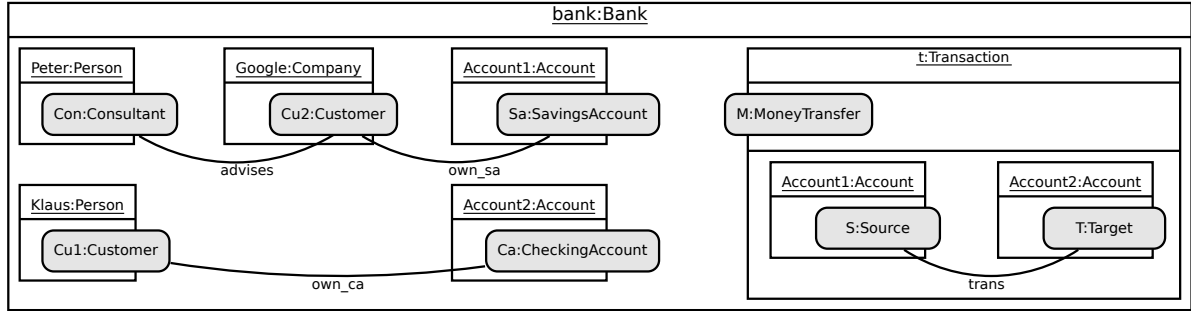 bank:Bank
Peter:Person
Google:Company
Account1:Account
t:Transaction
Con:Consultant
Cu2:Customer
Sa:SavingsAccount
M:MoneyTransfer
advises
own_sa
Klaus:Person
Account2:Account
Account1:Account
Account2:Account
Cu1:Customer
Ca:CheckingAccount
S:Source
T:Target
own_ca
trans